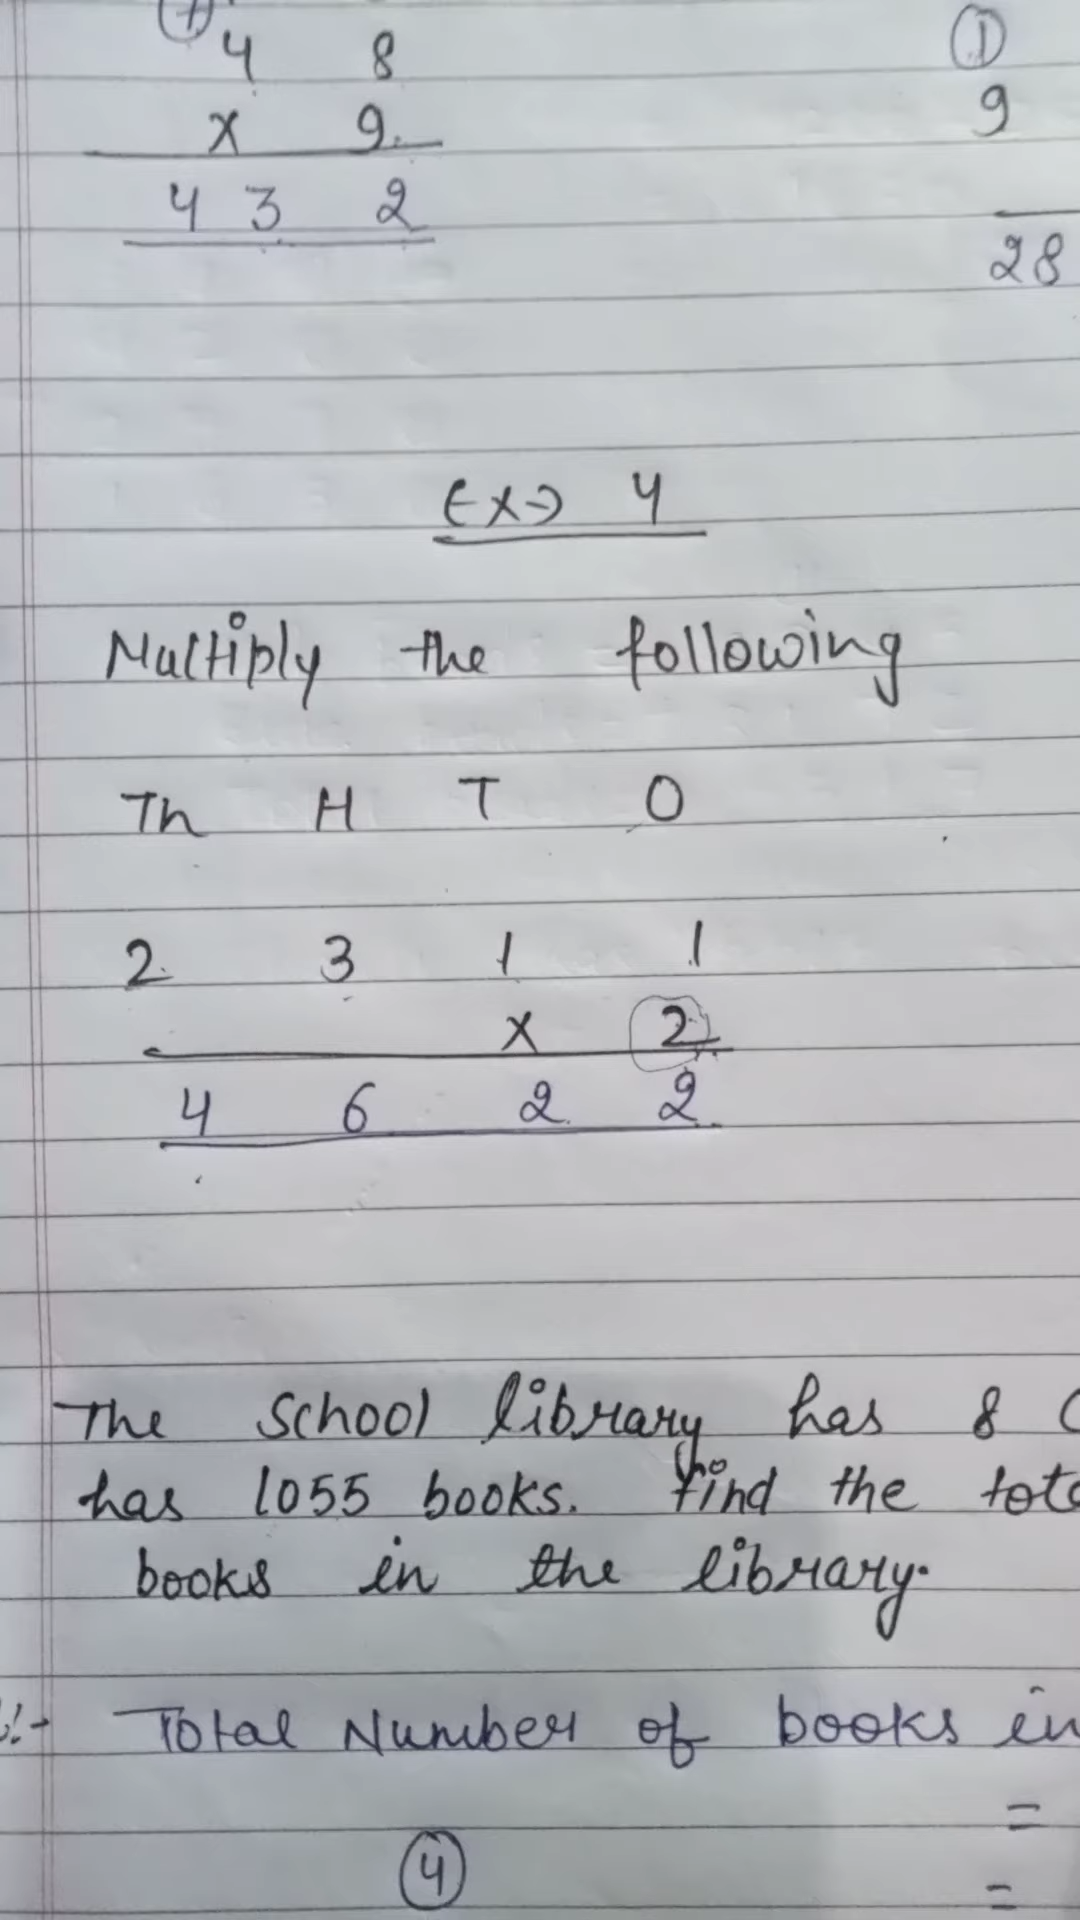 4 8 ①
x 9 9
4 3 2 28
Ex→ 4
Multiply the following
Th H T O
2 3 1 1
x 2
4 6 2 2
The School library has 8
has 1055 books. Find the
books in the library.
Total Number of books in
=
④ =